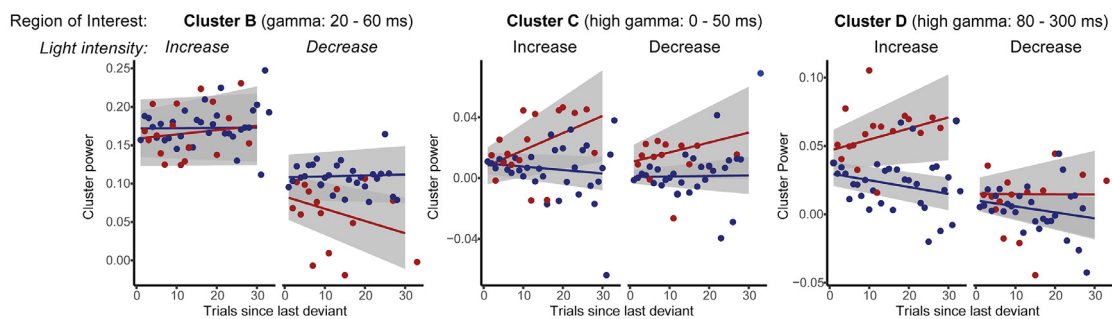 Region of Interest: Cluster B (gamma: 20 - 60 ms) Cluster C (high gamma: 0 - 50 ms) Cluster D (high gamma: 80 - 300 ms)
Light intensity: Increase Decrease Increase Decrease Increase Decrease
Cluster power
0.25
0.20
0.15
0.10
0.05
0.00
0 10 20 30 0 10 20 30
Trials since last deviant
Cluster power
0.04
0.00
−0.04
0 10 20 30 0 10 20 30
Trials since last deviant
Cluster Power
0.10
0.05
0.00
−0.05
0 10 20 30 0 10 20 30
Trials since last deviant